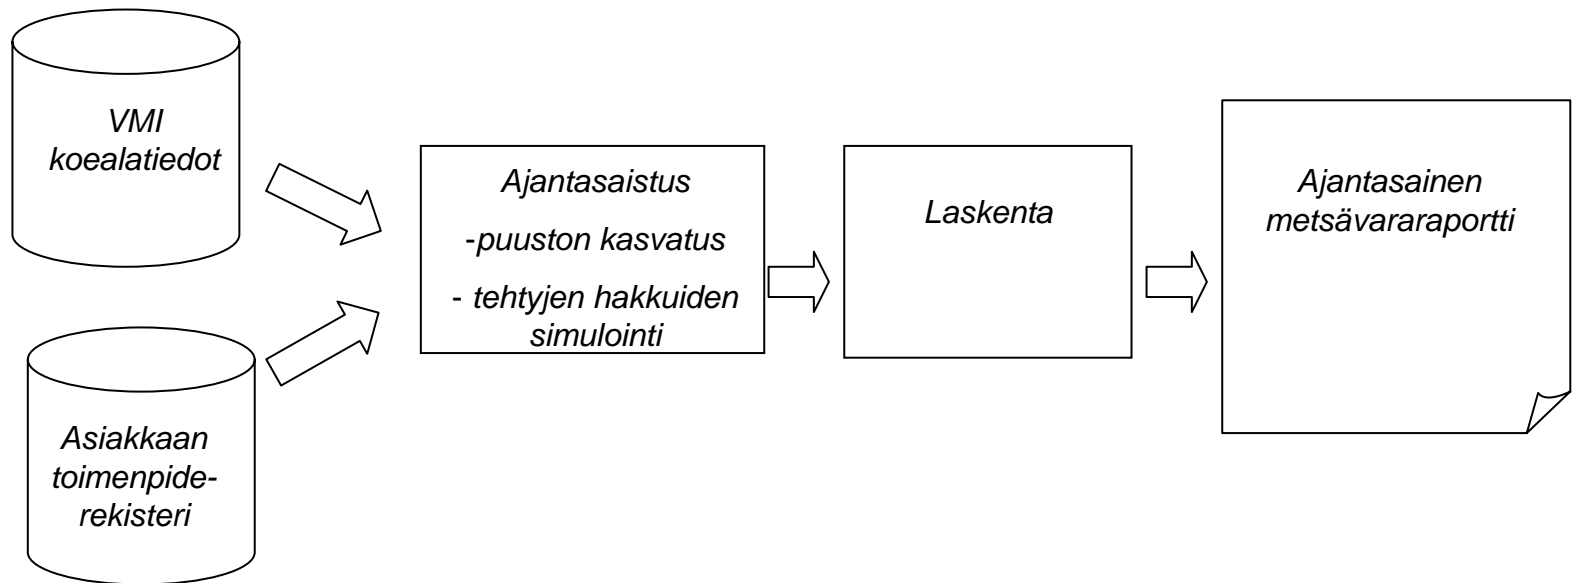 VMI
koealatiedot
Asiakkaan
toimenpide-
rekisteri
Ajantasaistus
-puuston kasvatus
- tehtyjen hakkuiden
simulointi
Laskenta
Ajantasainen
metsävararaportti